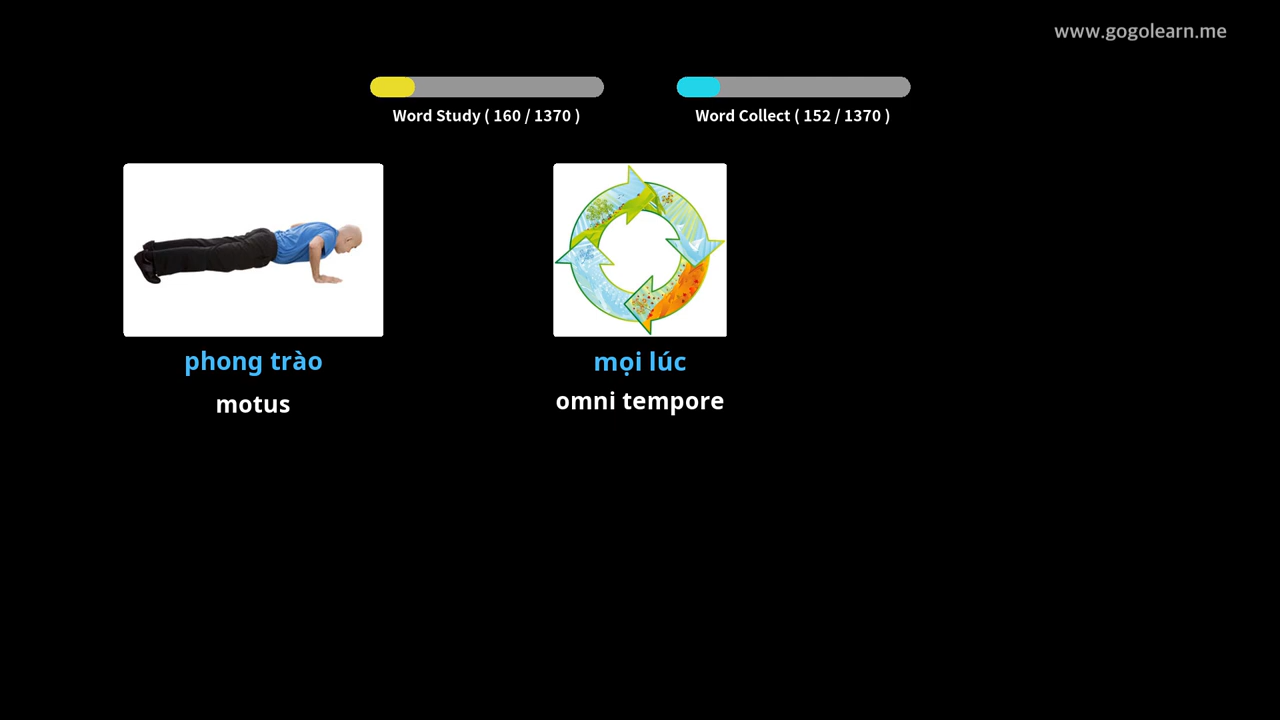 www.gogolearn.me
Word Study ( 160 / 1370 )
Word Collect ( 152 / 1370 )
phong trào
motus
mọi lúc
omni tempore